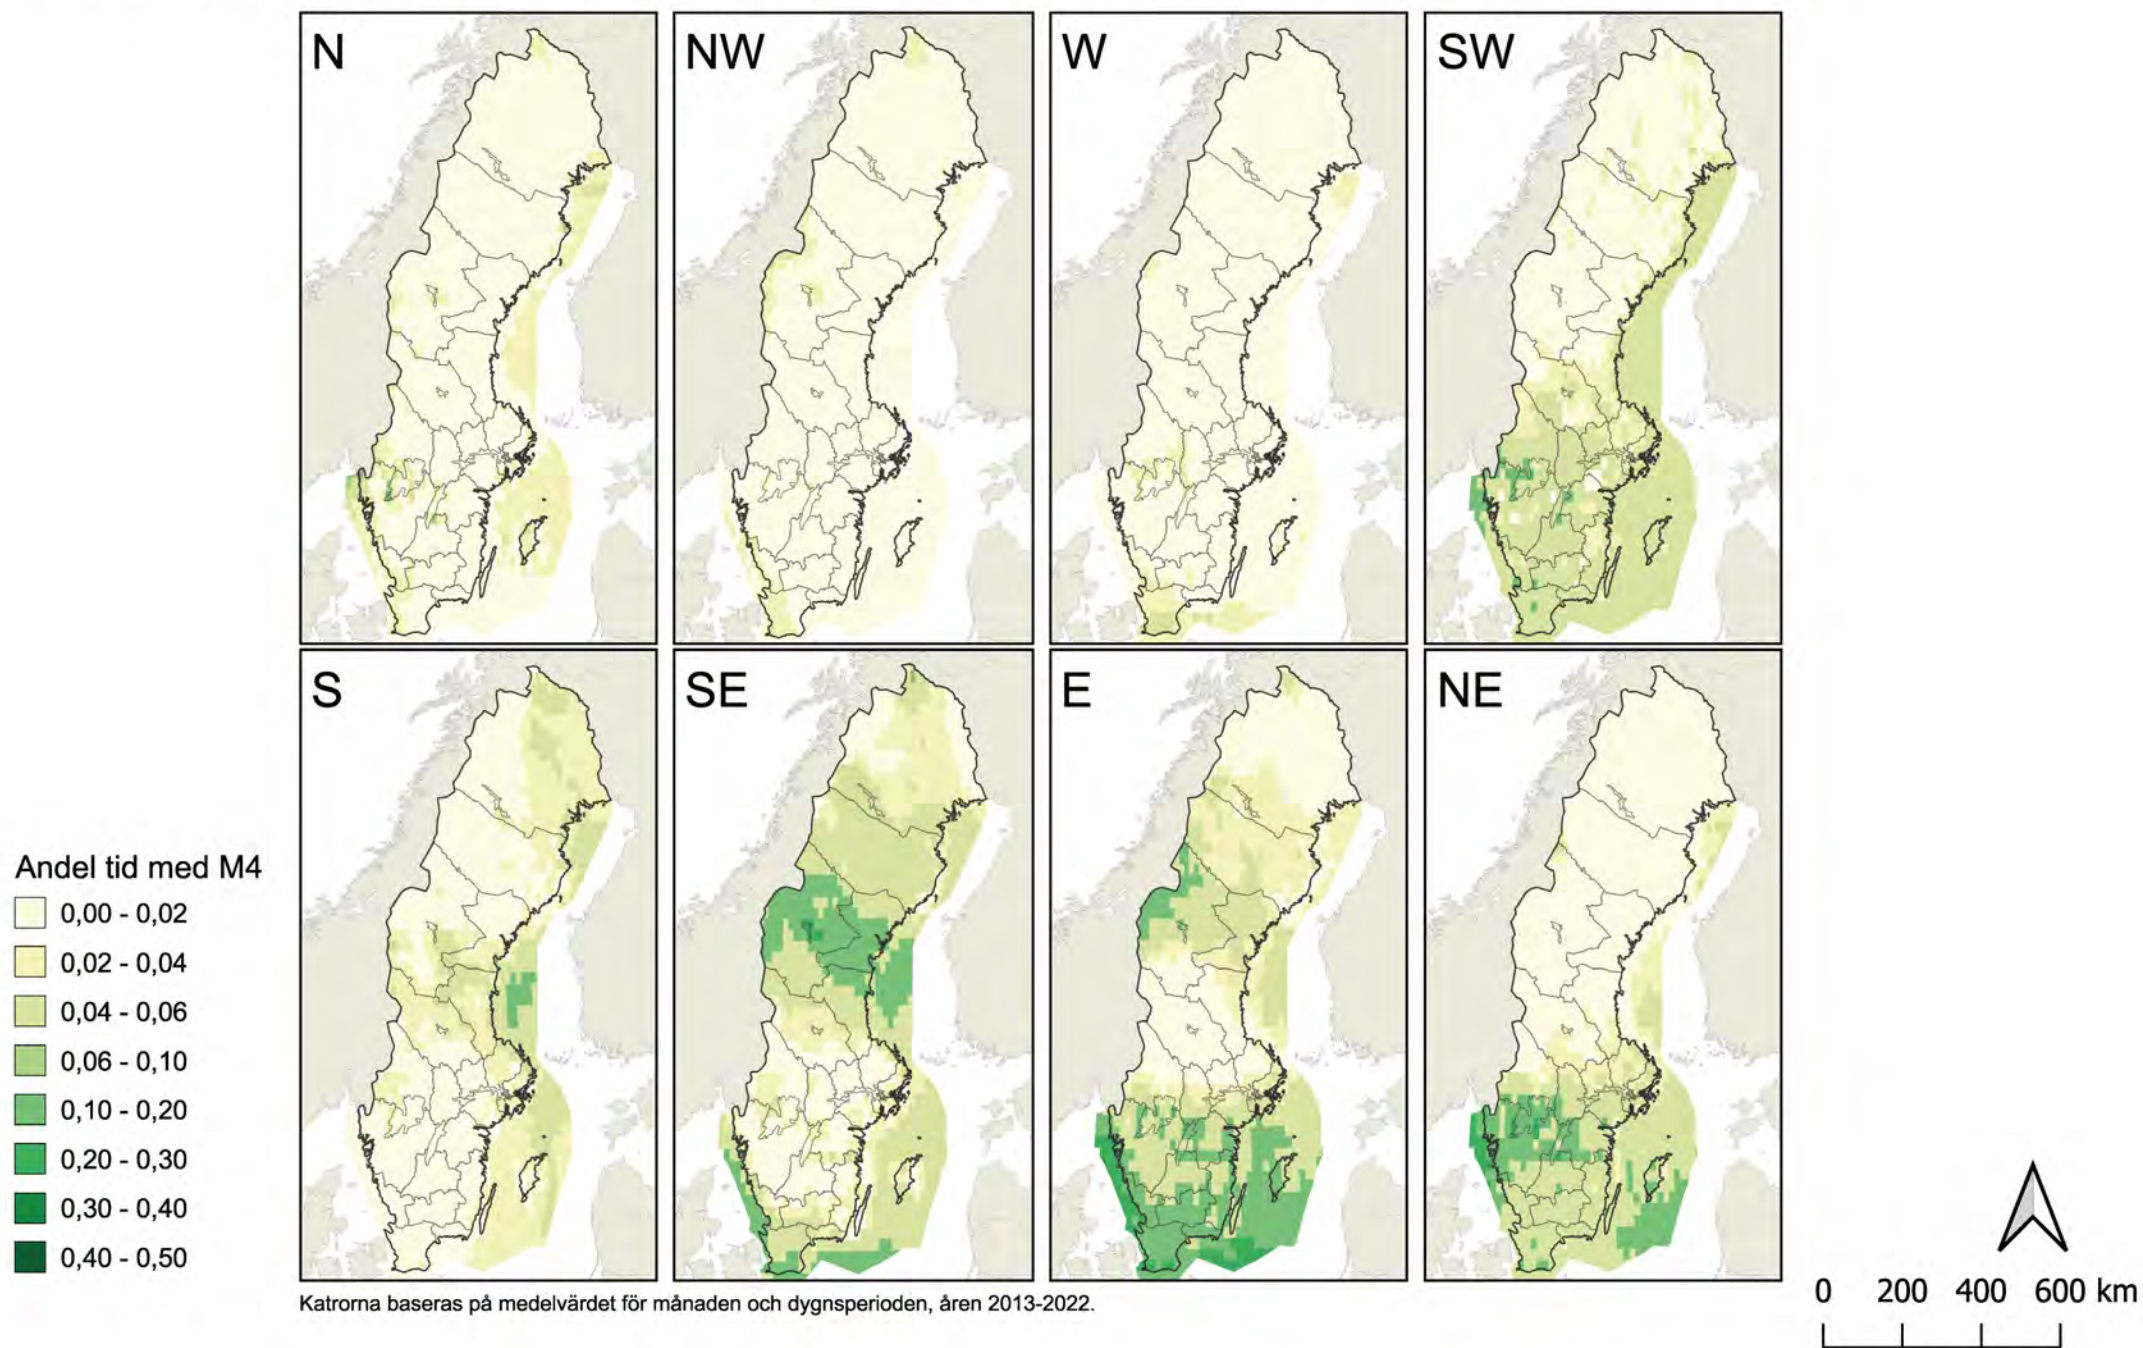 N
NW
W
SW
S
SE
E
NE
Andel tid med M4
0,00 - 0,02
0,02 - 0,04
0,04 - 0,06
0,06 - 0,10
0,10 - 0,20
0,20 - 0,30
0,30 - 0,40
0,40 - 0,50
Katrorna baseras på medelvärdet för månaden och dygnsperioden, åren 2013-2022.
0 200 400 600 km